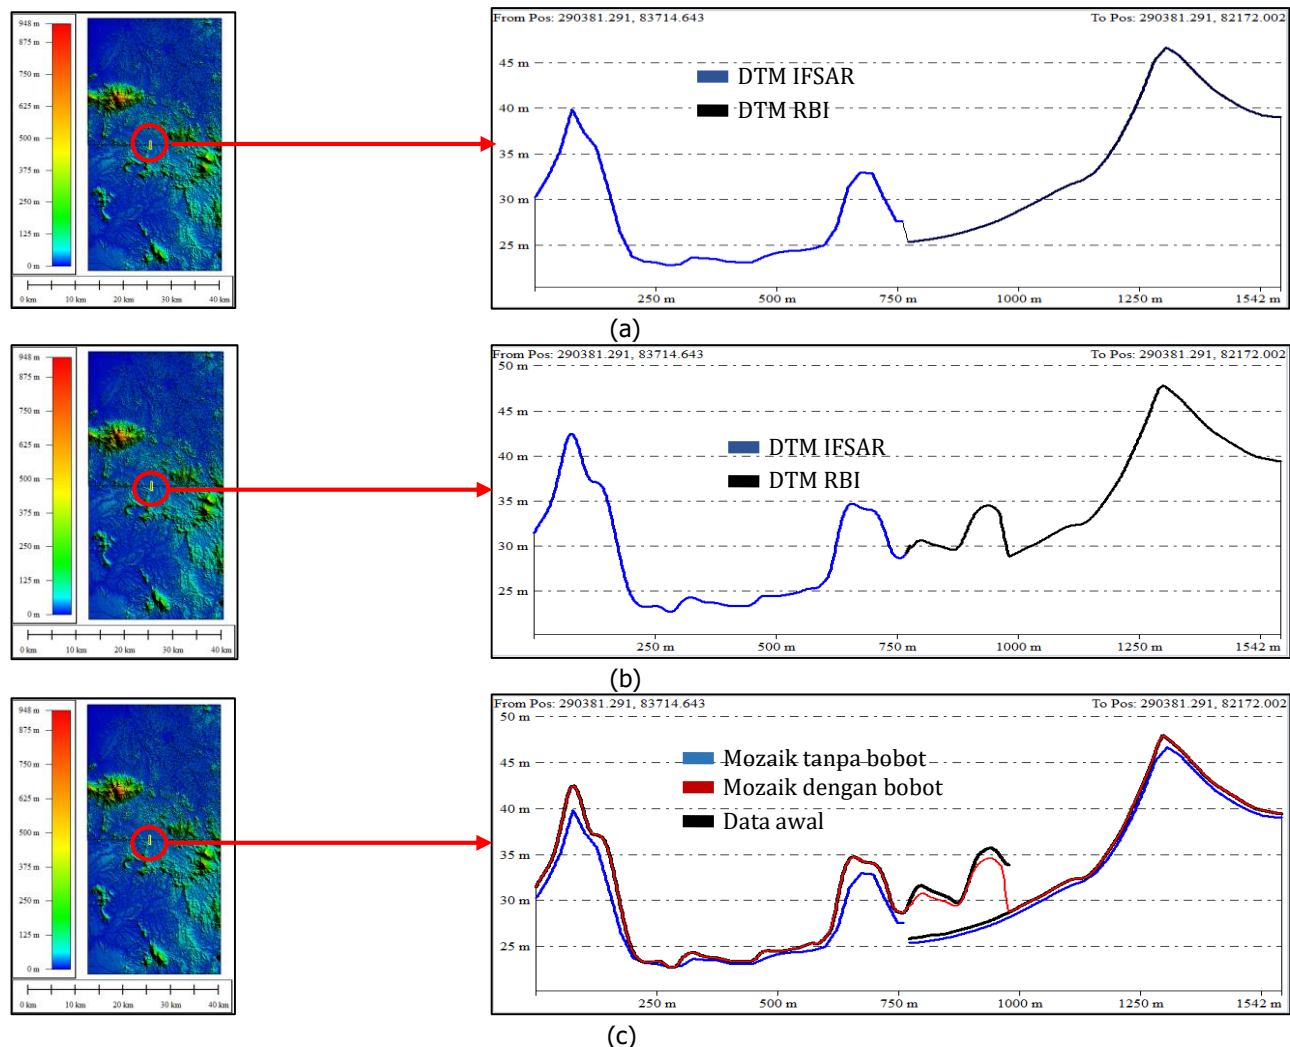 948 m
875 m
750 m
625 m
500 m
450 m
375 m
250 m
125 m
0 m
0 km
10 km
20 km
30 km
40 km
From Pos: 290381.291, 83714.643
To Pos: 290381.291, 82172.002
DTM IFSAR
DTM RBI
45 m
40 m
35 m
30 m
25 m
250 m
500 m
750 m
1000 m
1250 m
1542 m
(a)
948 m
875 m
750 m
625 m
500 m
450 m
375 m
250 m
125 m
0 m
0 km
10 km
20 km
30 km
40 km
From Pos: 290381.291, 83714.643
To Pos: 290381.291, 82172.002
50 m
DTM IFSAR
DTM RBI
45 m
40 m
35 m
30 m
25 m
250 m
500 m
750 m
1000 m
1250 m
1542 m
(b)
948 m
875 m
750 m
625 m
500 m
450 m
375 m
250 m
125 m
0 m
0 km
10 km
20 km
30 km
40 km
From Pos: 290381.291, 83714.643
To Pos: 290381.291, 82172.002
50 m
Mozaik tanpa bobot
Mozaik dengan bobot
Data awal
45 m
40 m
35 m
30 m
25 m
250 m
500 m
750 m
1000 m
1250 m
1542 m
(c)